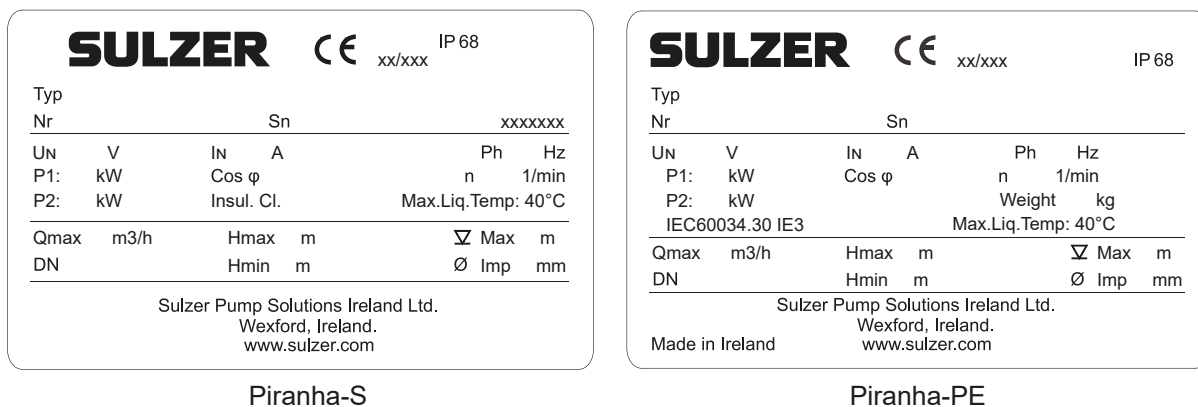 SULZER CE xx/xxx IP 68
Typ
Nr Sn xxxxxxx
UN V IN A Ph Hz
P1: kW Cos φ n 1/min
P2: kW Insul. Cl. Max.Liq.Temp: 40°C
Qmax m3/h Hmax m Max m
DN Hmin m Ø Imp mm
Sulzer Pump Solutions Ireland Ltd.
Wexford, Ireland.
www.sulzer.com
Piranha-S
SULZER CE xx/xxx IP 68
Typ
Nr Sn
UN V IN A Ph Hz
P1: kW Cos φ n 1/min
P2: kW Weight kg
IEC60034.30 IE3 Max.Liq.Temp: 40°C
Qmax m3/h Hmax m Max m
DN Hmin m Ø Imp mm
Sulzer Pump Solutions Ireland Ltd.
Wexford, Ireland.
Made in Ireland www.sulzer.com
Piranha-PE